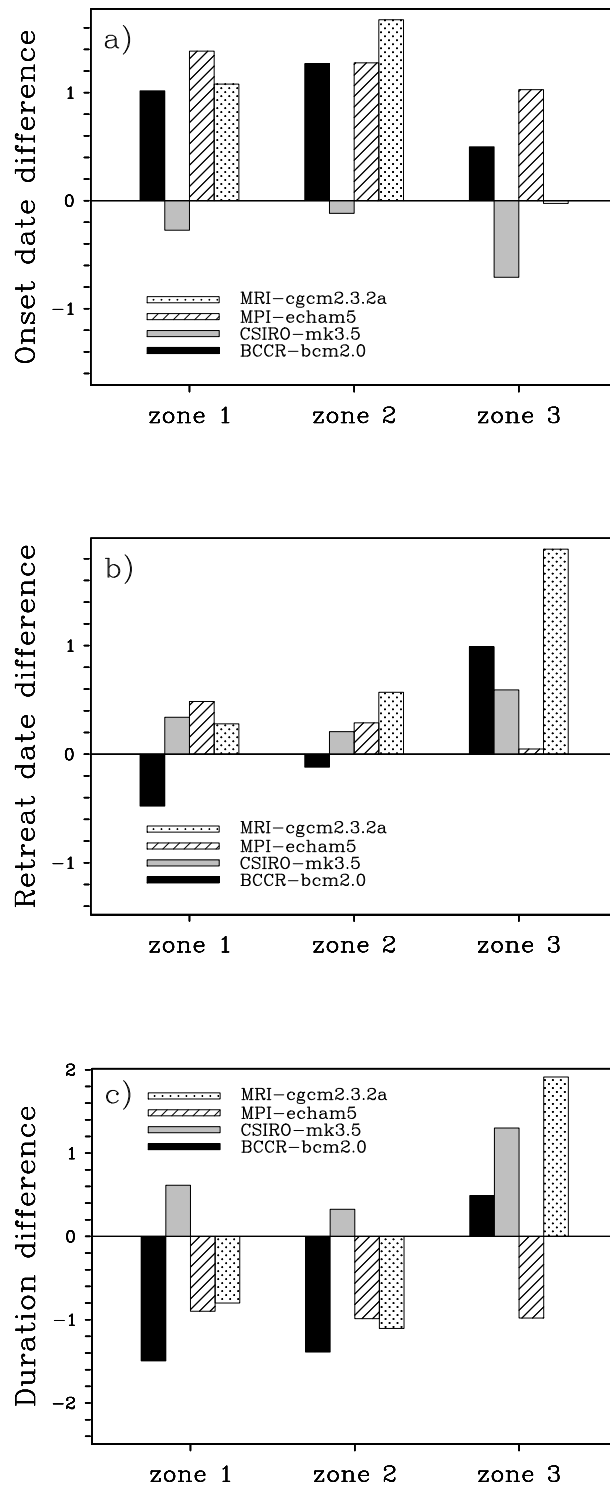 a)
Onset date difference
1
0
−1
MRI−cgcm2.3.2a
MPI−echam5
CSIRO−mk3.5
BCCR−bcm2.0
zone 1
zone 2
zone 3
b)
Retreat date difference
1
0
−1
MRI−cgcm2.3.2a
MPI−echam5
CSIRO−mk3.5
BCCR−bcm2.0
zone 1
zone 2
zone 3
c)
Duration difference
2
1
0
−1
−2
MRI−cgcm2.3.2a
MPI−echam5
CSIRO−mk3.5
BCCR−bcm2.0
zone 1
zone 2
zone 3